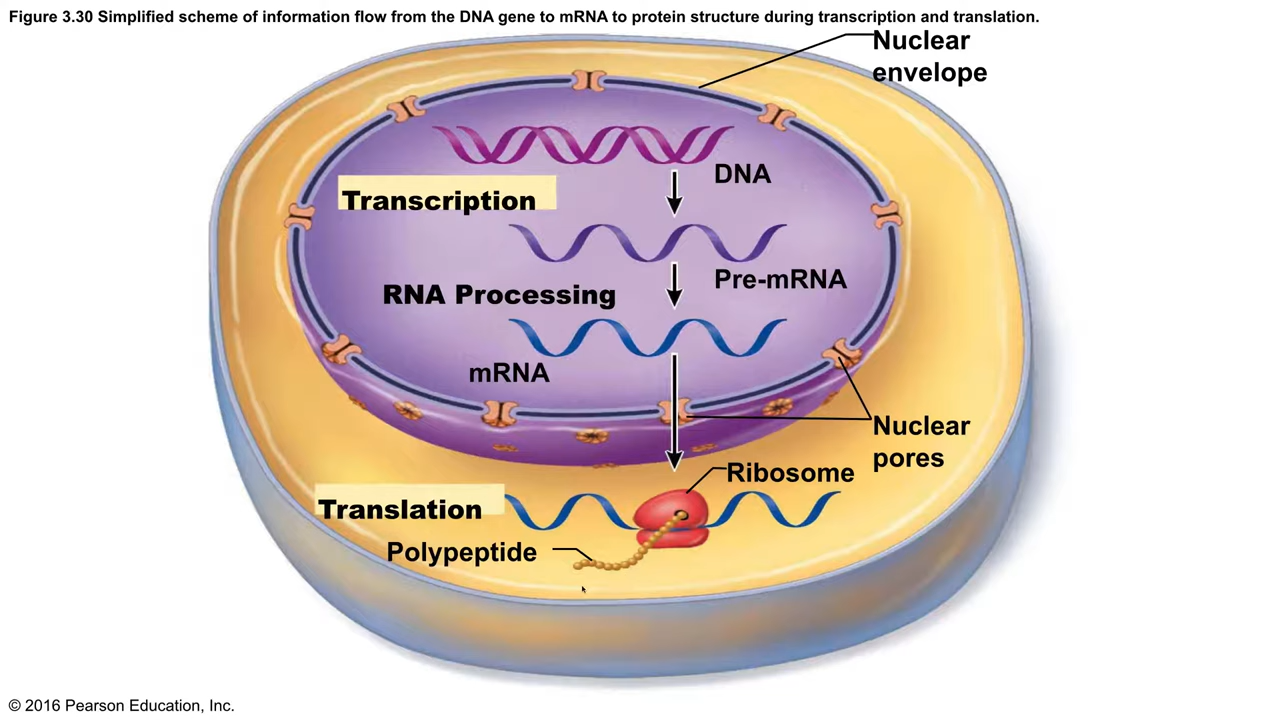 Figure 3.30 Simplified scheme of information flow from the DNA gene to mRNA to protein structure during transcription and translation.
Nuclear
envelope
DNA
Transcription
Pre-mRNA
RNA Processing
mRNA
Nuclear
pores
Ribosome
Translation
Polypeptide
© 2016 Pearson Education, Inc.